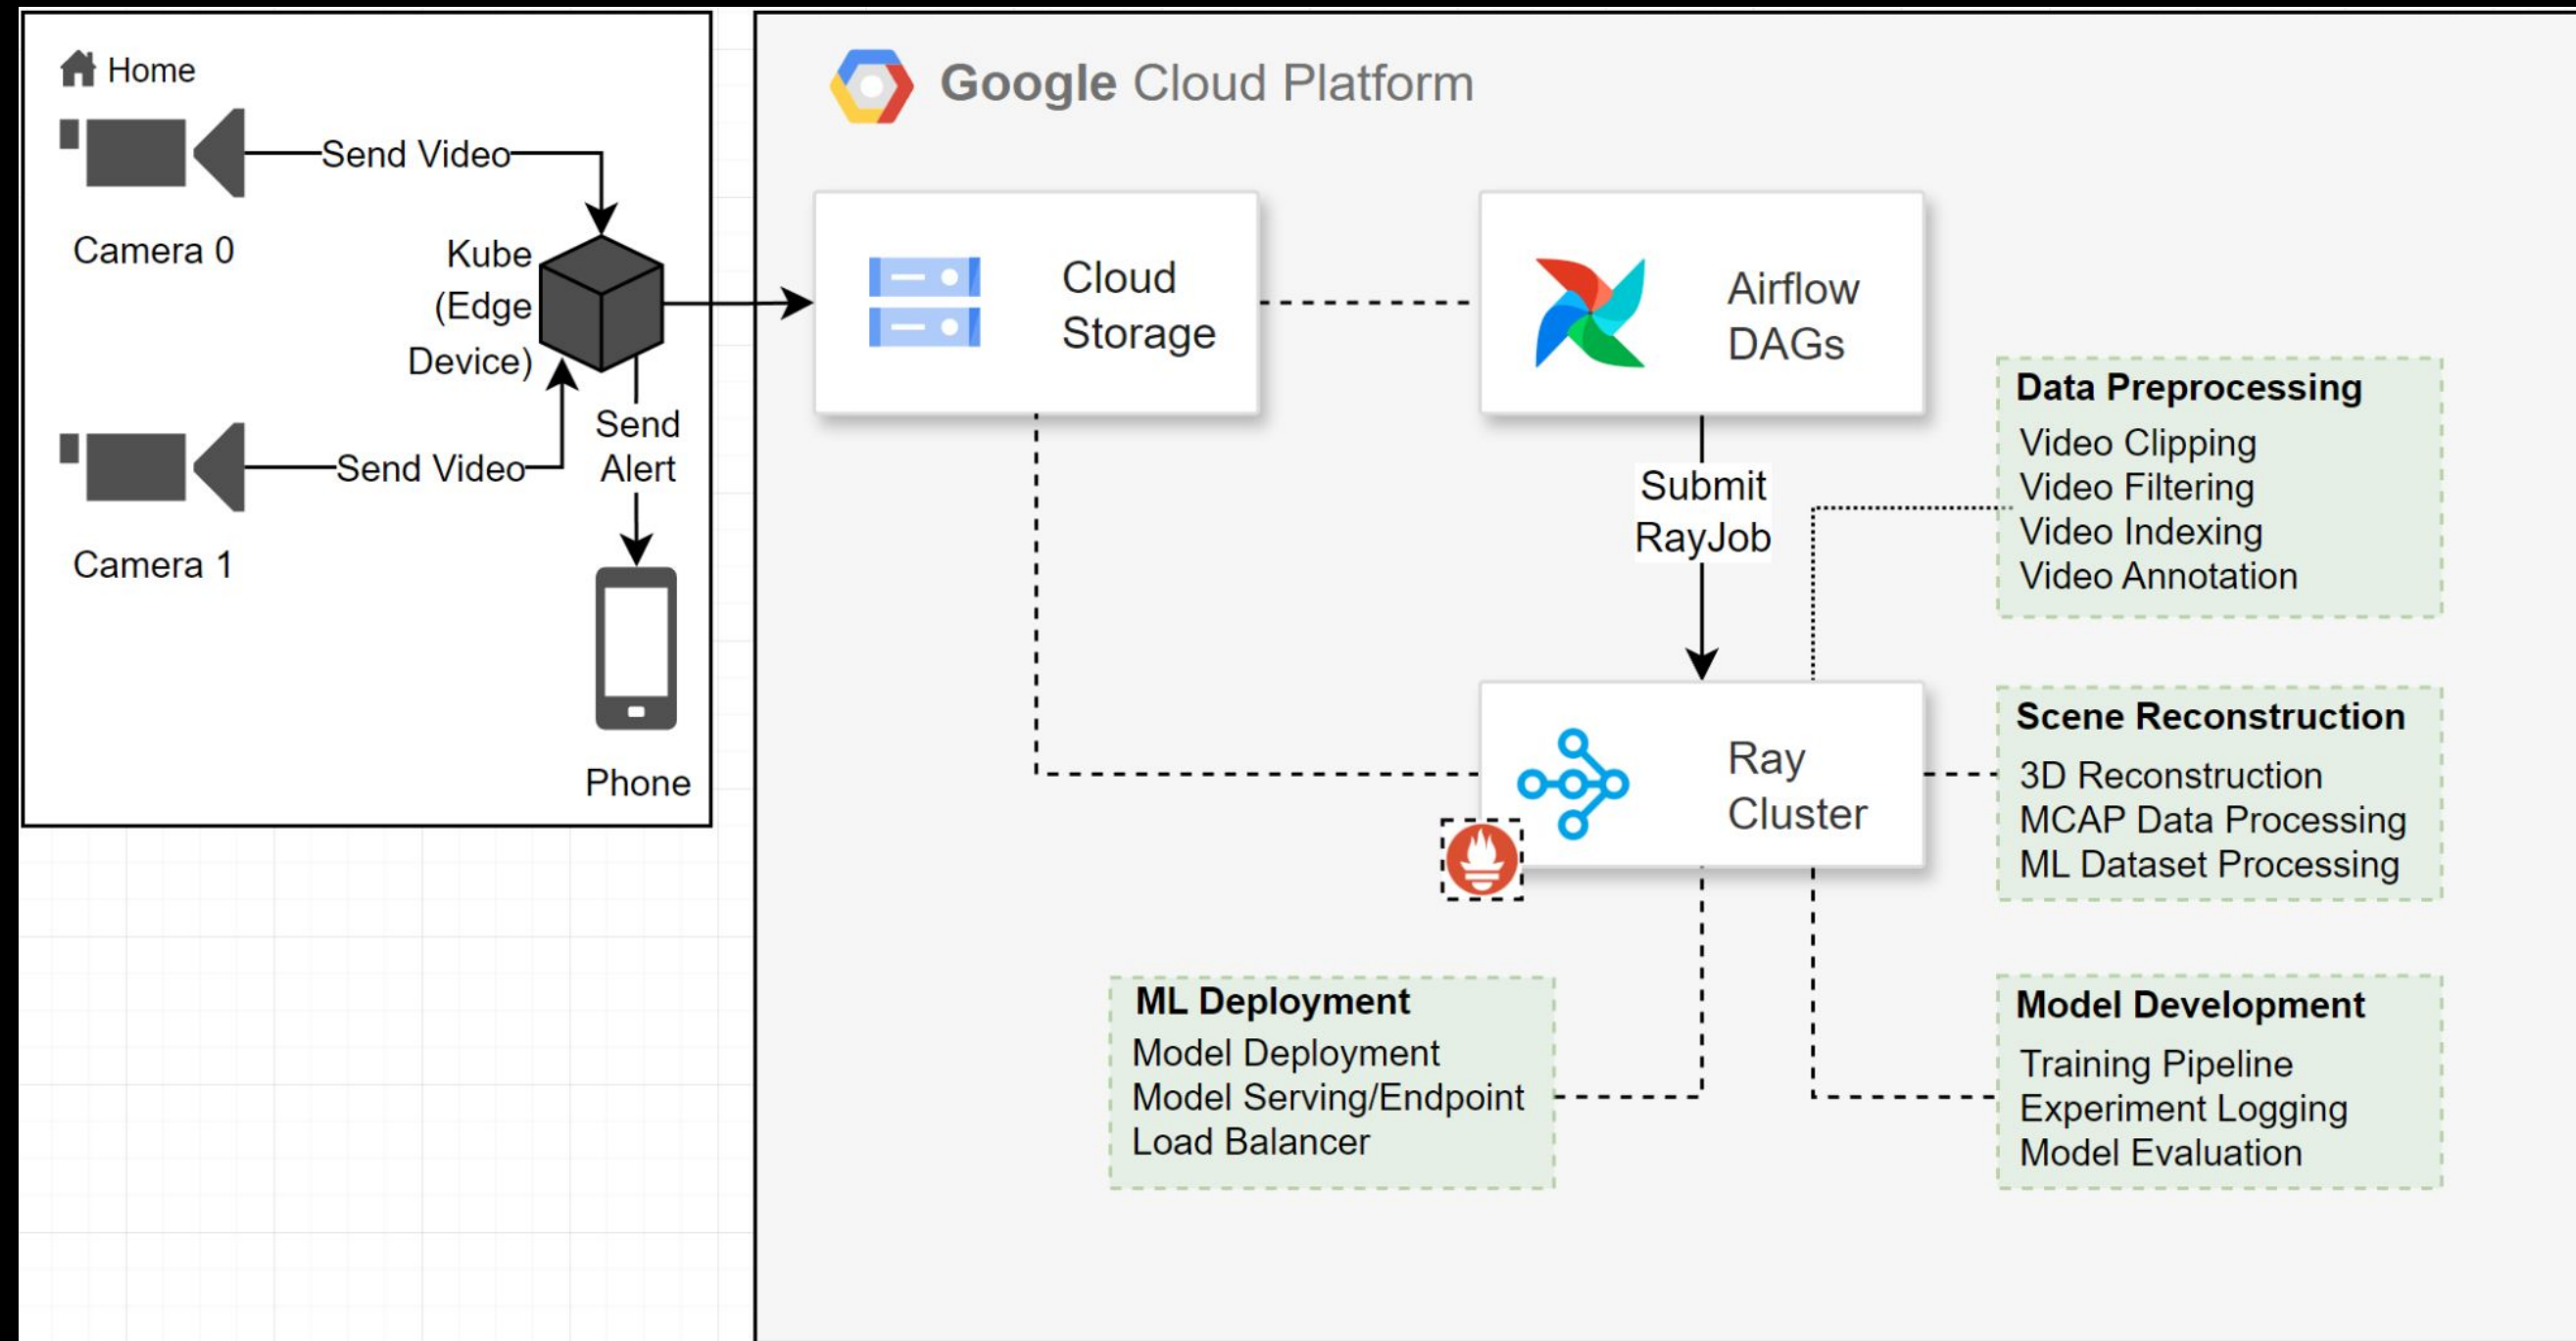 Home
Send Video
Camera 0
Kube
(Edge
Device)
Send
Alert
Send Video
Camera 1
Phone
Google Cloud Platform
Cloud
Storage
Airflow
DAGs
Submit
RayJob
Ray
Cluster
Data Preprocessing
Video Clipping
Video Filtering
Video Indexing
Video Annotation
Scene Reconstruction
3D Reconstruction
MCAP Data Processing
ML Dataset Processing
ML Deployment
Model Deployment
Model Serving/Endpoint
Load Balancer
Model Development
Training Pipeline
Experiment Logging
Model Evaluation